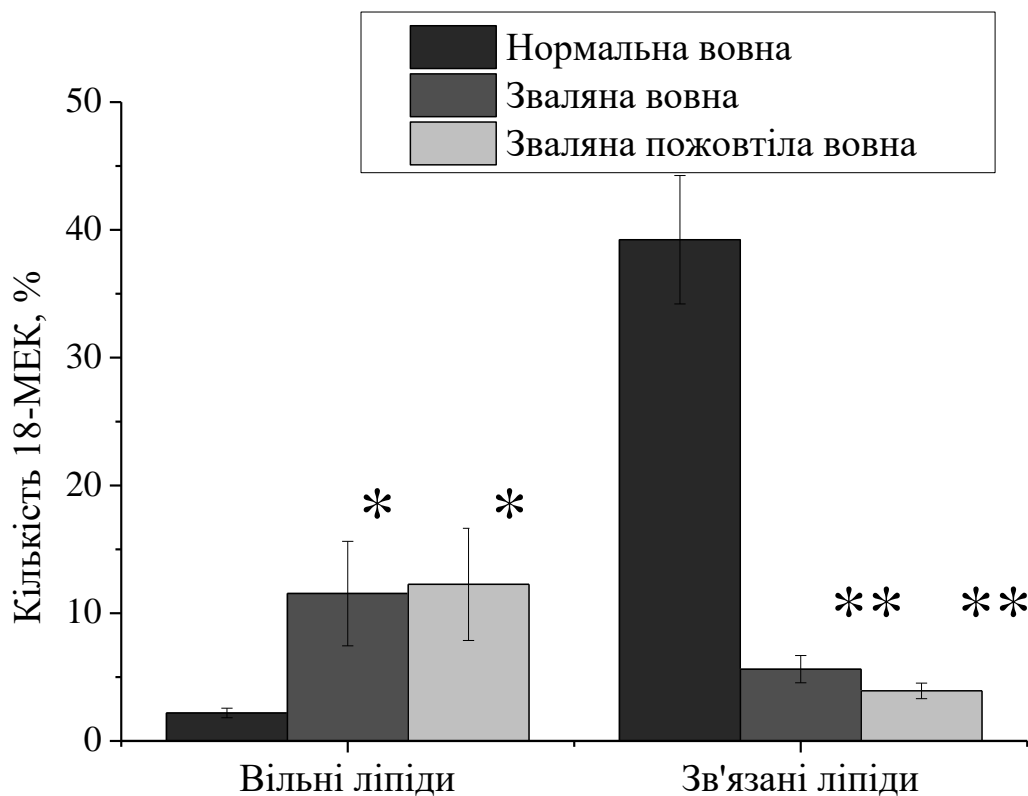 Нормальна вовна
Зваляна вовна
Зваляна пожовтіла вовна
Кількість 18-МЕК, %
50
40
30
20
10
0
* *
** **
Вільні ліпіди
Зв'язані ліпіди